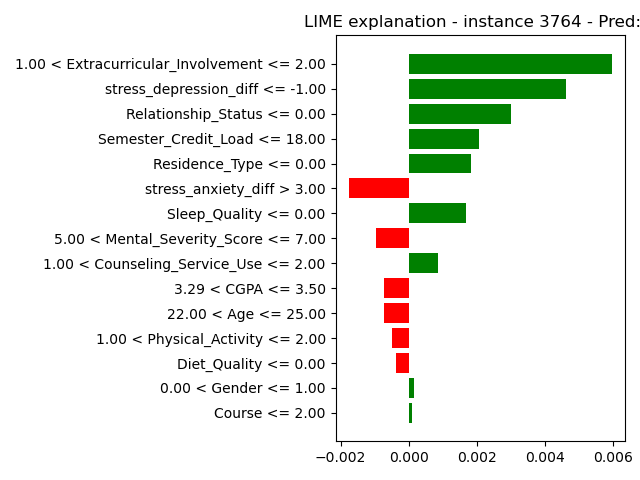 LIME explanation - instance 3764 - Pred:
1.00 < Extracurricular_Involvement <= 2.00
stress_depression_diff <= -1.00
Relationship_Status <= 0.00
Semester_Credit_Load <= 18.00
Residence_Type <= 0.00
stress_anxiety_diff > 3.00
Sleep_Quality <= 0.00
5.00 < Mental_Severity_Score <= 7.00
1.00 < Counseling_Service_Use <= 2.00
3.29 < CGPA <= 3.50
22.00 < Age <= 25.00
1.00 < Physical_Activity <= 2.00
Diet_Quality <= 0.00
0.00 < Gender <= 1.00
Course <= 2.00
−0.002 0.000 0.002 0.004 0.006